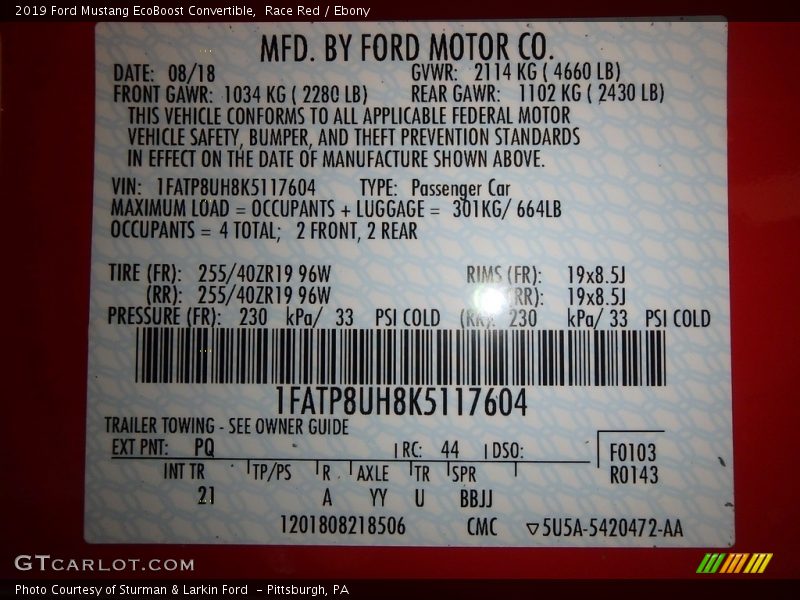 2019 Ford Mustang EcoBoost Convertible,  Race Red / Ebony
MFD. BY FORD MOTOR CO.
DATE: 08/18 GVWR: 2114 KG ( 4660 LB)
FRONT GAWR: 1034 KG ( 2280 LB) REAR GAWR: 1102 KG ( 2430 LB)
THIS VEHICLE CONFORMS TO ALL APPLICABLE FEDERAL MOTOR
VEHICLE SAFETY, BUMPER, AND THEFT PREVENTION STANDARDS
IN EFFECT ON THE DATE OF MANUFACTURE SHOWN ABOVE.
VIN: 1FATP8UH8K5117604 TYPE: Passenger Car
MAXIMUM LOAD = OCCUPANTS + LUGGAGE = 301KG/ 664LB
OCCUPANTS = 4 TOTAL; 2 FRONT, 2 REAR
TIRE (FR): 255/40ZR19 96W RIMS (FR): 19x8.5J
(RR): 255/40ZR19 96W (RR): 19x8.5J
PRESSURE (FR): 230 kPa/ 33 PSI COLD (RR): 230 kPa/ 33 PSI COLD
1FATP8UH8K5117604
TRAILER TOWING - SEE OWNER GUIDE
EXT PNT: PQ RC: 44 DSO: F0103
INT TR TP/PS R AXLE TR SPR R0143
21 A YY U BBJJ
1201808218506 CMC ▽5U5A-5420472-AA
GTCARLOT.COM
Photo Courtesy of Sturman & Larkin Ford  - Pittsburgh, PA